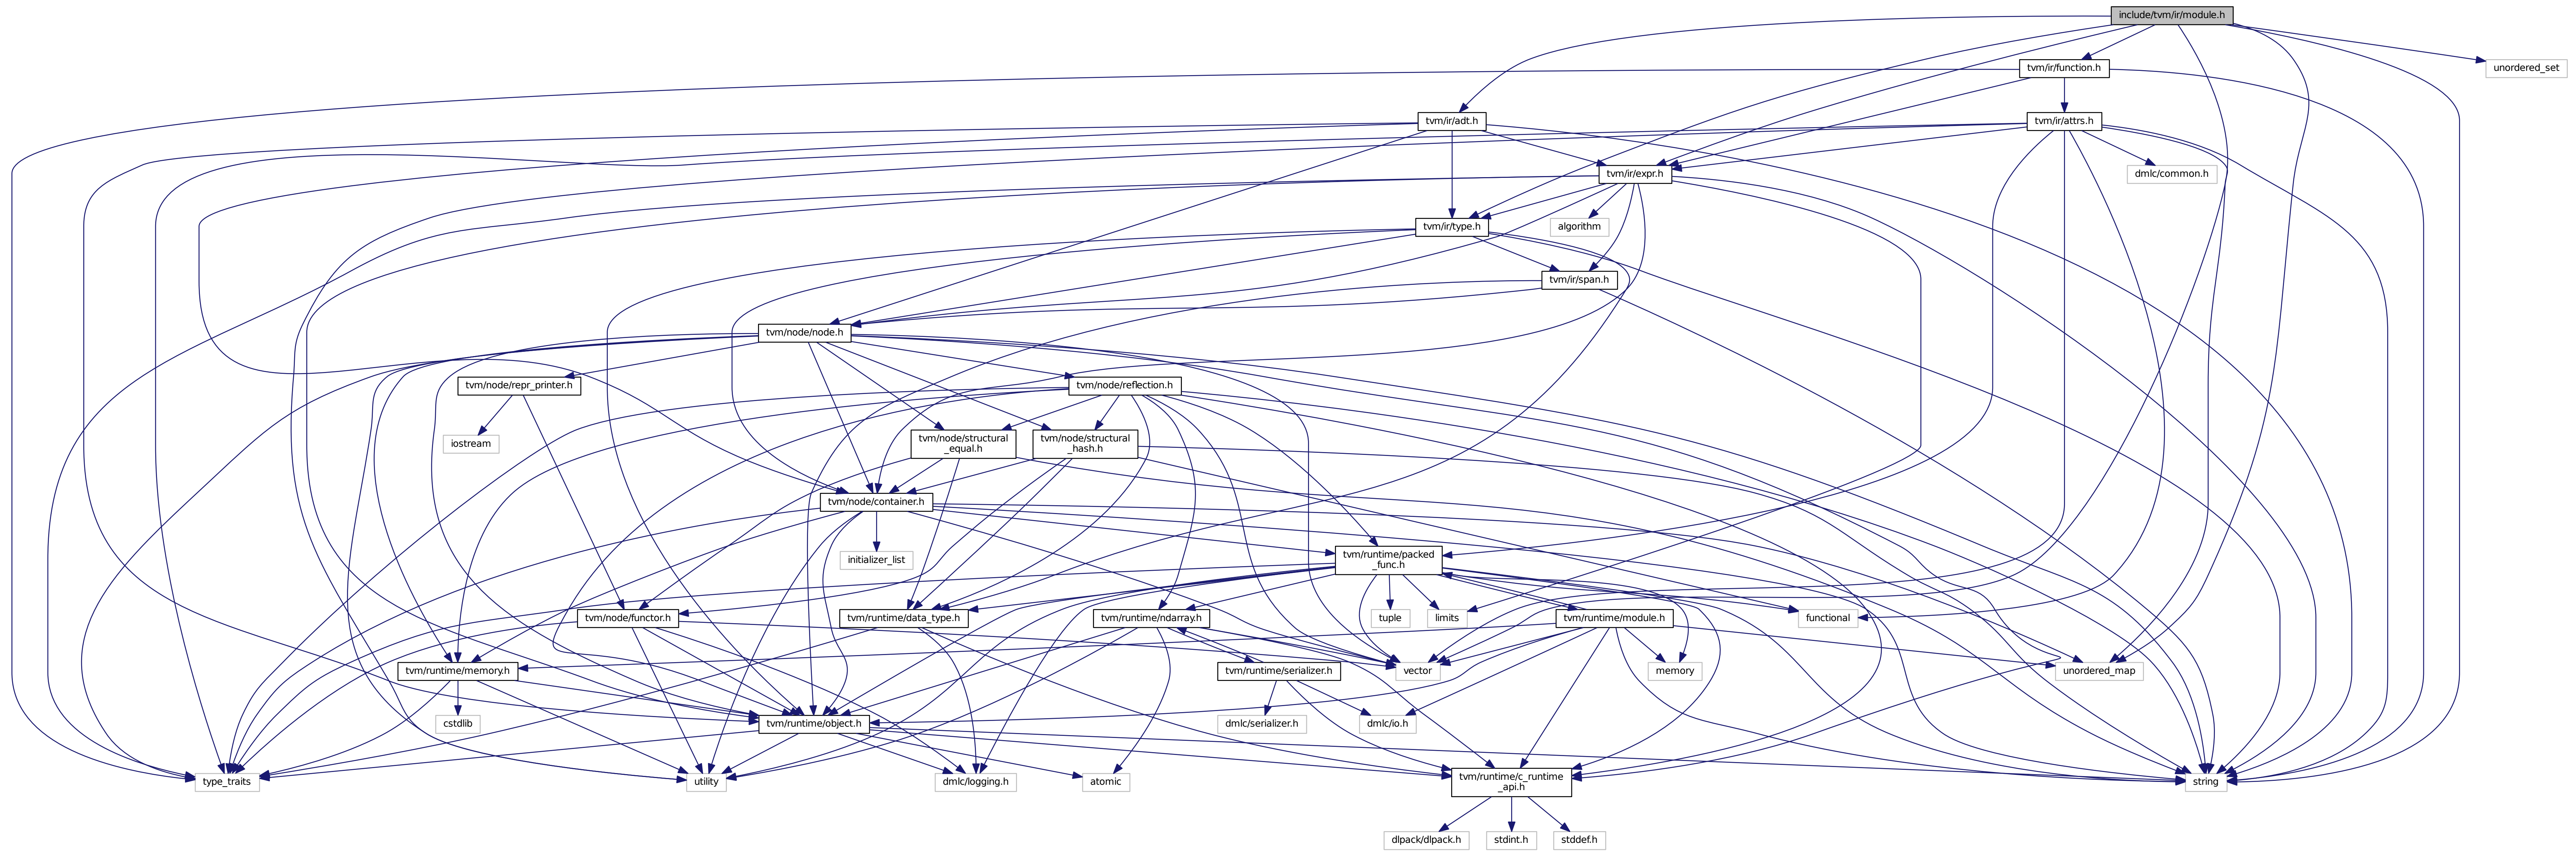 include/tvm/ir/module.h
tvm/ir/function.h
unordered_set
tvm/ir/adt.h
tvm/ir/attrs.h
tvm/ir/expr.h
dmlc/common.h
tvm/ir/type.h
algorithm
tvm/ir/span.h
tvm/node/node.h
tvm/node/repr_printer.h
tvm/node/reflection.h
iostream
tvm/node/structural
_equal.h
tvm/node/structural
_hash.h
tvm/node/container.h
initializer_list
tvm/runtime/packed
_func.h
tvm/node/functor.h
tvm/runtime/data_type.h
tvm/runtime/ndarray.h
tuple
limits
tvm/runtime/module.h
functional
tvm/runtime/memory.h
tvm/runtime/serializer.h
vector
memory
unordered_map
cstdlib
tvm/runtime/object.h
dmlc/serializer.h
dmlc/io.h
type_traits
utility
dmlc/logging.h
atomic
tvm/runtime/c_runtime
_api.h
string
dlpack/dlpack.h
stdint.h
stddef.h